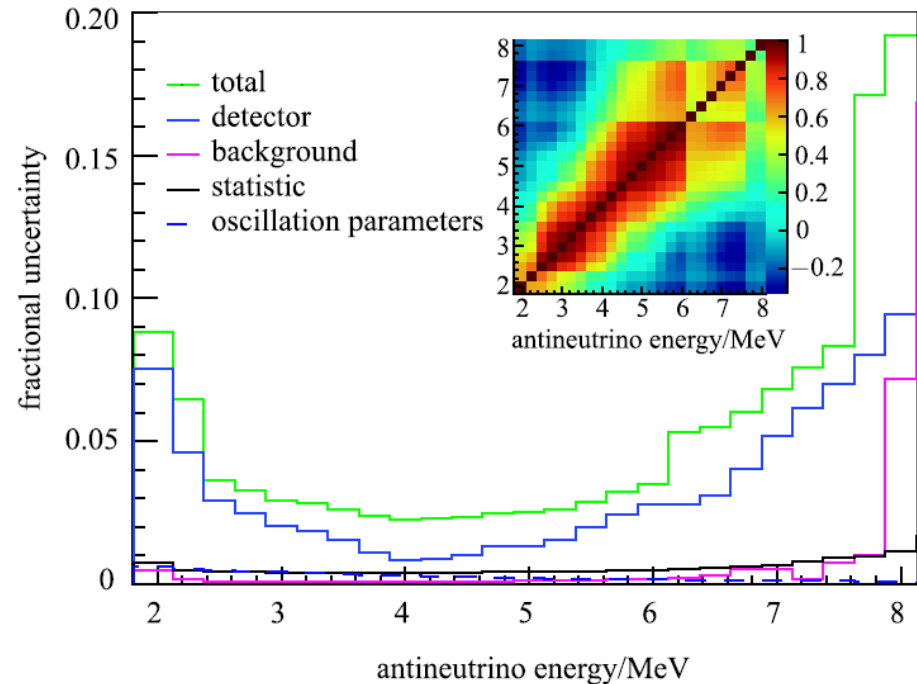 0.20
0.15
0.10
0.05
0
fractional uncertainty
total
detector
background
statistic
oscillation parameters
8
7
6
5
4
3
2
2 3 4 5 6 7 8
antineutrino energy/MeV
1
0.8
0.6
0.4
0.2
0
−0.2
2 3 4 5 6 7 8
antineutrino energy/MeV